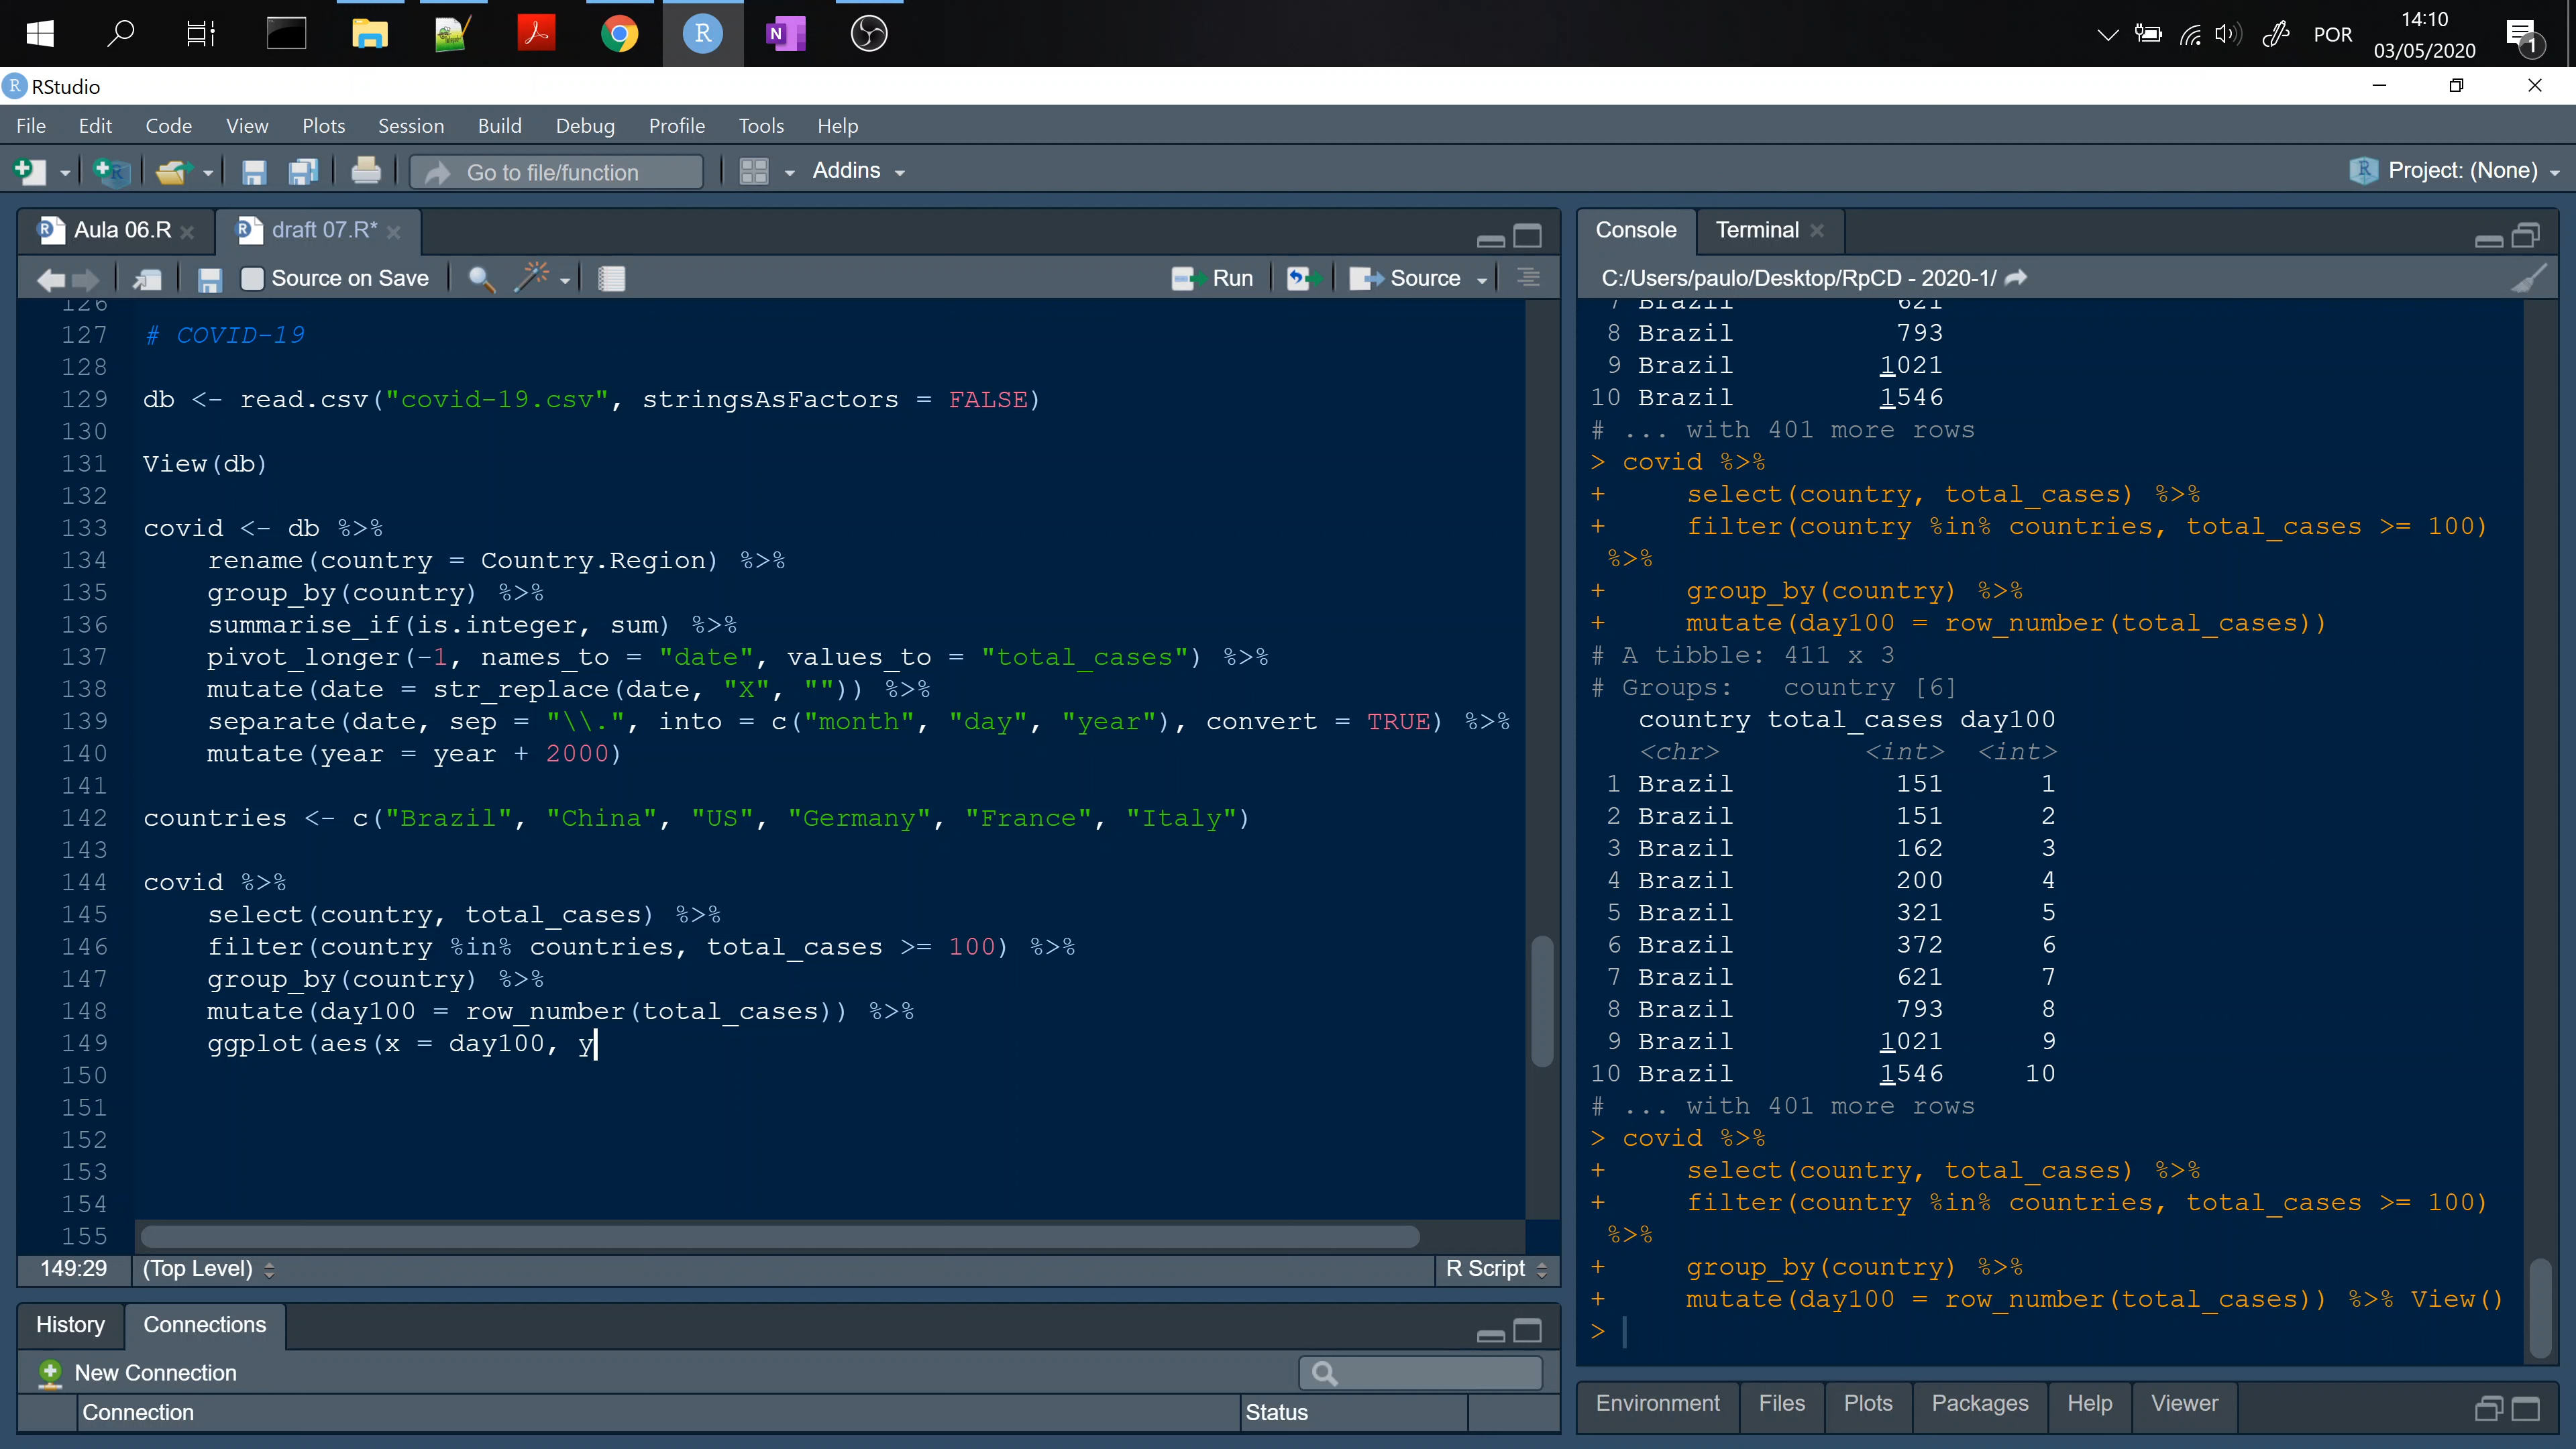 14:10
POR
03/05/2020
1
RStudio
File Edit Code View Plots Session Build Debug Profile Tools Help
Go to file/function Addins Project: (None)
Aula 06.R draft 07.R*
Source on Save Run Source
126
127 # COVID-19
128
129 db <- read.csv("covid-19.csv", stringsAsFactors = FALSE)
130
131 View(db)
132
133 covid <- db %>%
134 rename(country = Country.Region) %>%
135 group_by(country) %>%
136 summarise_if(is.integer, sum) %>%
137 pivot_longer(-1, names_to = "date", values_to = "total_cases") %>%
138 mutate(date = str_replace(date, "X", "")) %>%
139 separate(date, sep = "\\.", into = c("month", "day", "year"), convert = TRUE) %>%
140 mutate(year = year + 2000)
141
142 countries <- c("Brazil", "China", "US", "Germany", "France", "Italy")
143
144 covid %>%
145 select(country, total_cases) %>%
146 filter(country %in% countries, total_cases >= 100) %>%
147 group_by(country) %>%
148 mutate(day100 = row_number(total_cases)) %>%
149 ggplot(aes(x = day100, y
150
151
152
153
154
155
149:29 (Top Level) R Script
History Connections
New Connection
Connection Status
Console Terminal
C:/Users/paulo/Desktop/RpCD - 2020-1/
7 Brazil 621
8 Brazil 793
9 Brazil 1021
10 Brazil 1546
# ... with 401 more rows
> covid %>%
+ select(country, total_cases) %>%
+ filter(country %in% countries, total_cases >= 100)
%>%
+ group_by(country) %>%
+ mutate(day100 = row_number(total_cases))
# A tibble: 411 x 3
# Groups: country [6]
country total_cases day100
<chr> <int> <int>
1 Brazil 151 1
2 Brazil 151 2
3 Brazil 162 3
4 Brazil 200 4
5 Brazil 321 5
6 Brazil 372 6
7 Brazil 621 7
8 Brazil 793 8
9 Brazil 1021 9
10 Brazil 1546 10
# ... with 401 more rows
> covid %>%
+ select(country, total_cases) %>%
+ filter(country %in% countries, total_cases >= 100)
%>%
+ group_by(country) %>%
+ mutate(day100 = row_number(total_cases)) %>% View()
>
Environment Files Plots Packages Help Viewer